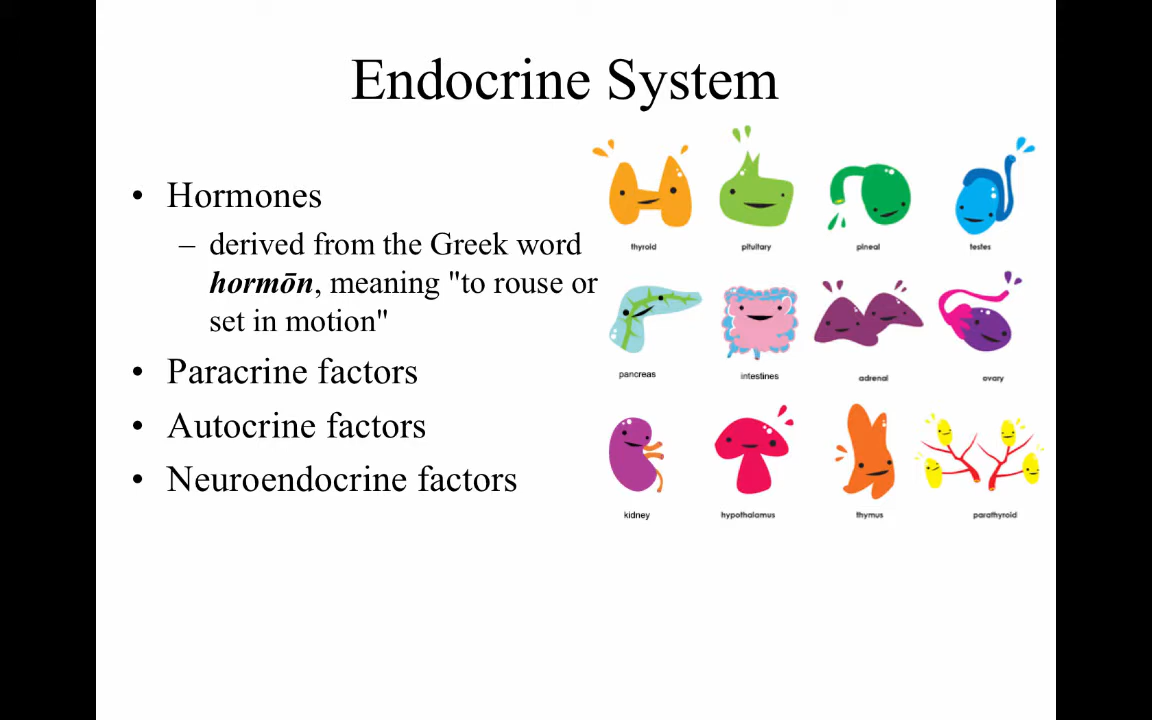 Endocrine System
• Hormones
– derived from the Greek word
hormōn, meaning "to rouse or
set in motion"
• Paracrine factors
• Autocrine factors
• Neuroendocrine factors
thyroid pituitary pineal testes
pancreas intestines adrenal ovary
kidney hypothalamus thymus parathyroid